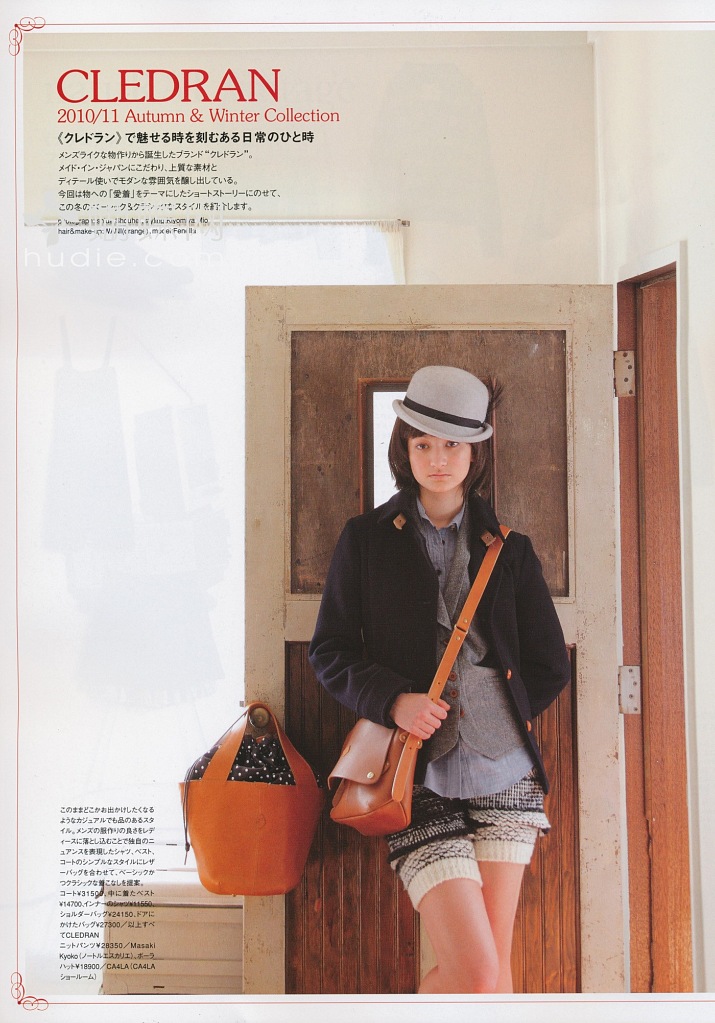 CLEDRAN
2010/11 Autumn & Winter Collection
《クレドラン》で魅せる時を刻むある日常のひと時
メンズライクな物作りから誕生したブランド“クレドラン”。
メイド・イン・ジャパンにこだわり、上質な素材と
ディテール使いでモダンな雰囲気を醸し出している。
今回は物への「愛着」をテーマにしたショートストーリーにのせて、
この冬のベーシック&クラシックなスタイルを紹介します。
hair&make-up:
hudie.com
このままどこかお出かけしたくなる
ようなカジュアルでも品のあるスタ
イル。メンズの服作りの良さをレデ
ィースに落とし込むことで独自のニ
ュアンスを表現したシャツ、ベスト、
コートのシンプルなスタイルにレザ
ーバッグを合わせて、ベーシックか
つクラシックな着こなしを提案。
コート¥31500、中に着たベスト
¥14700、インナーのシャツ¥11550、
ショルダーバッグ¥24150、ドアに
かけたバッグ¥27300/以上すべ
てCLEDRAN
ニットパンツ¥28350/Masaki
Kyoko(ノートルエスカリエ)、ボーラ
ハット¥18900/CA4LA(CA4LA
ショールーム)